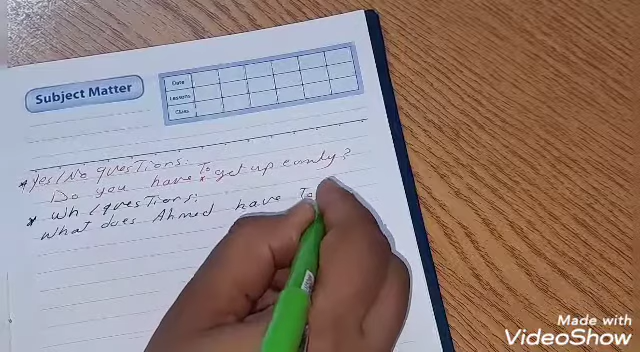 Subject Matter
Date
Lessons
Class
* Yes/No questions:
Do you have To get up early?
* Wh/questions:
What does Ahmed have To
Made with
VideoShow